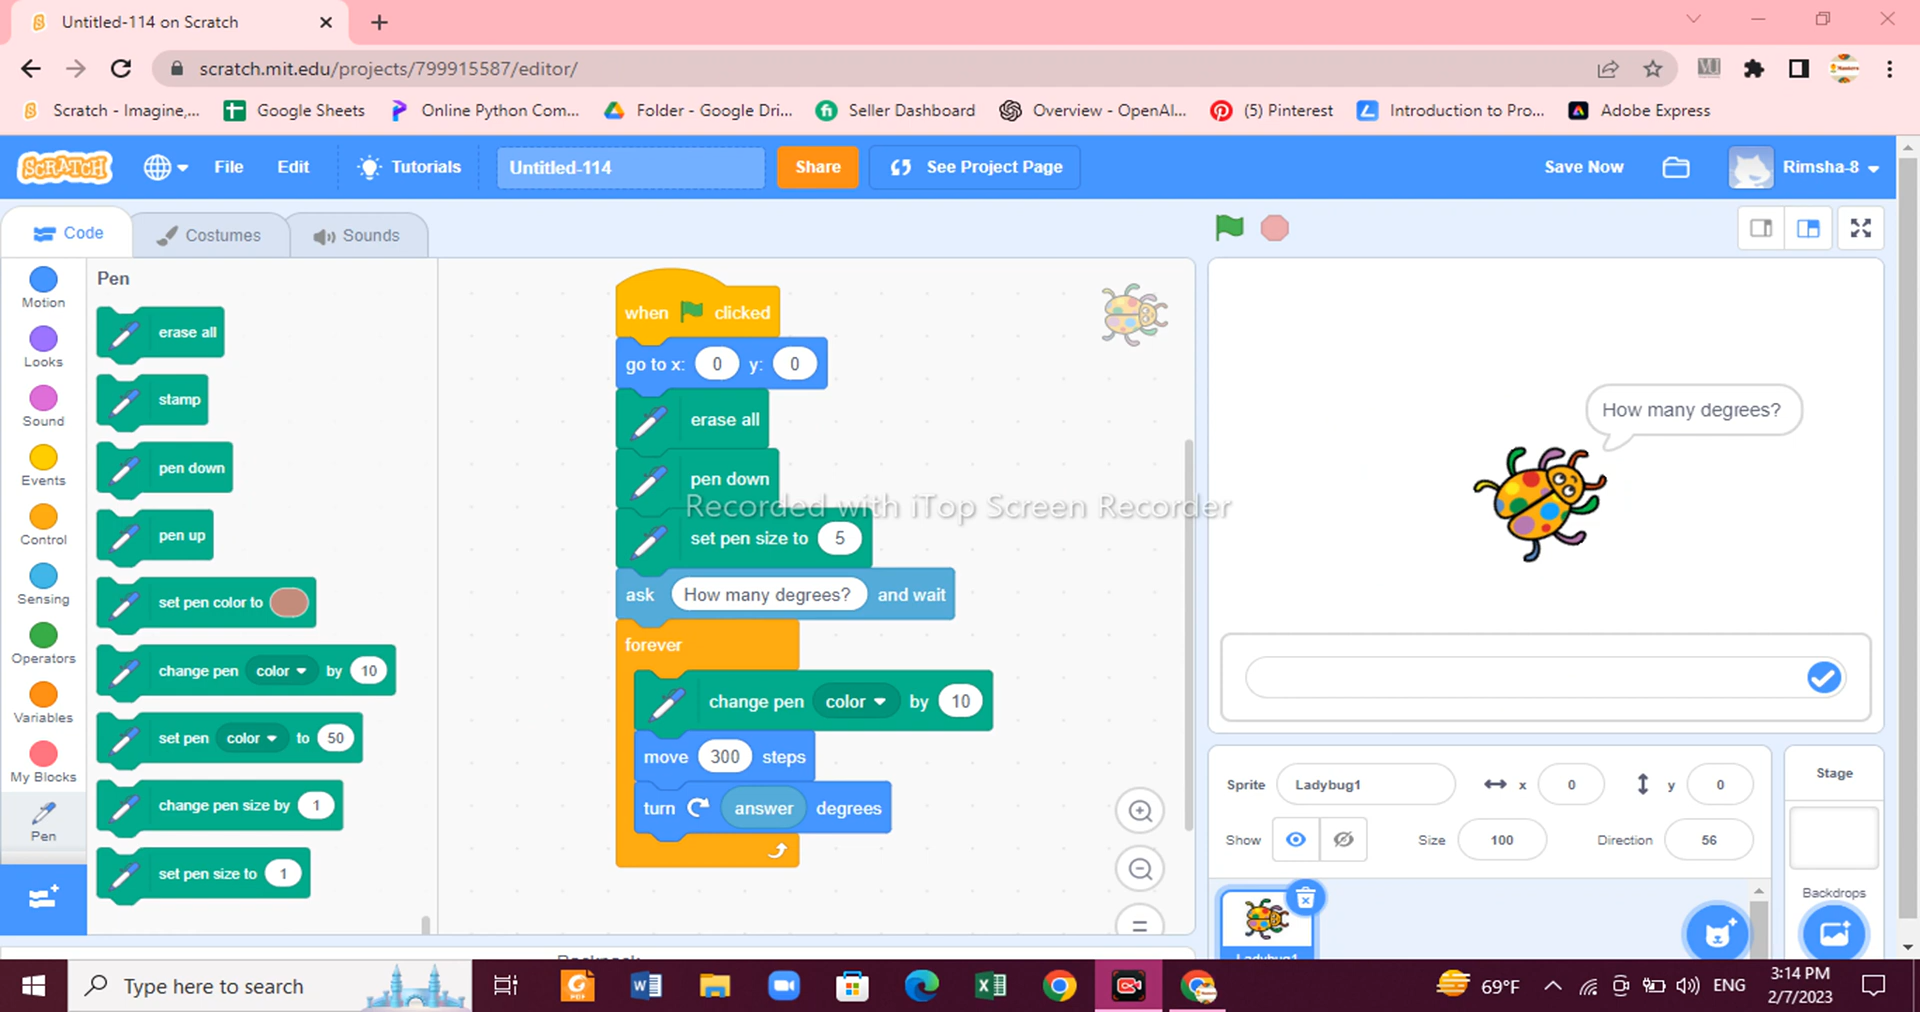 Untitled-114 on Scratch
scratch.mit.edu/projects/799915587/editor/
VU
Scratch - Imagine,... Google Sheets Online Python Com... Folder - Google Dri... Seller Dashboard Overview - OpenAI... (5) Pinterest Introduction to Pro... Adobe Express
SCRATCH File Edit Tutorials Untitled-114 Share See Project Page Save Now Rimsha-8
Code Costumes Sounds
Motion
Looks
Sound
Events
Control
Sensing
Operators
Variables
My Blocks
Pen
Pen
erase all
stamp
pen down
pen up
set pen color to
change pen color by 10
set pen color to 50
change pen size by 1
set pen size to 1
when clicked
go to x: 0 y: 0
erase all
pen down
set pen size to 5
ask How many degrees? and wait
forever
change pen color by 10
move 300 steps
turn answer degrees
Recorded with iTop Screen Recorder
How many degrees?
Sprite Ladybug1 x 0 y 0
Show Size 100 Direction 56
Ladybug1
Stage
Backdrops
Backpack
Type here to search
69°F ENG
3:14 PM
2/7/2023